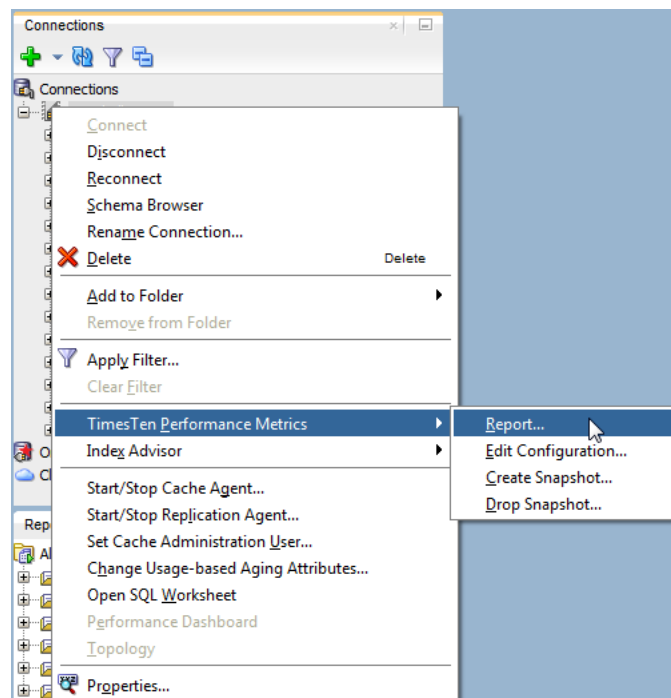 Connections
Connections
Connect
Disconnect
Reconnect
Schema Browser
Rename Connection...
Delete Delete
Add to Folder
Remove from Folder
Apply Filter...
Clear Filter
TimesTen Performance Metrics
Report...
Index Advisor
Edit Configuration...
Create Snapshot...
Drop Snapshot...
Start/Stop Cache Agent...
Start/Stop Replication Agent...
Set Cache Administration User...
Change Usage-based Aging Attributes...
Open SQL Worksheet
Performance Dashboard
Topology
Properties...